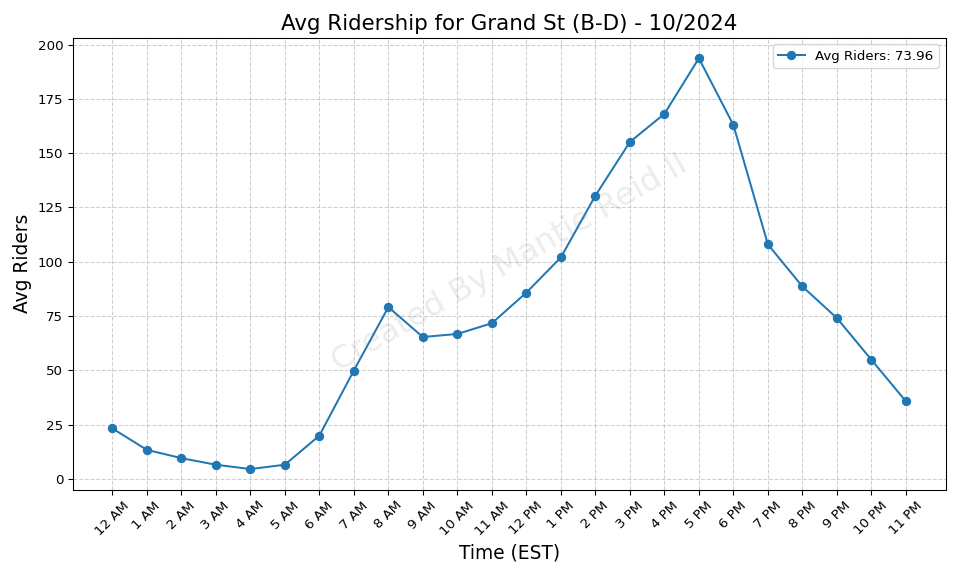 Avg Ridership for Grand St (B-D) - 10/2024
Avg Riders: 73.96
200
175
150
125
100
75
50
25
0
Avg Riders
Created By Mantic Reid II
12 AM
1 AM
2 AM
3 AM
4 AM
5 AM
6 AM
7 AM
8 AM
9 AM
10 AM
11 AM
12 PM
1 PM
2 PM
3 PM
4 PM
5 PM
6 PM
7 PM
8 PM
9 PM
10 PM
11 PM
Time (EST)